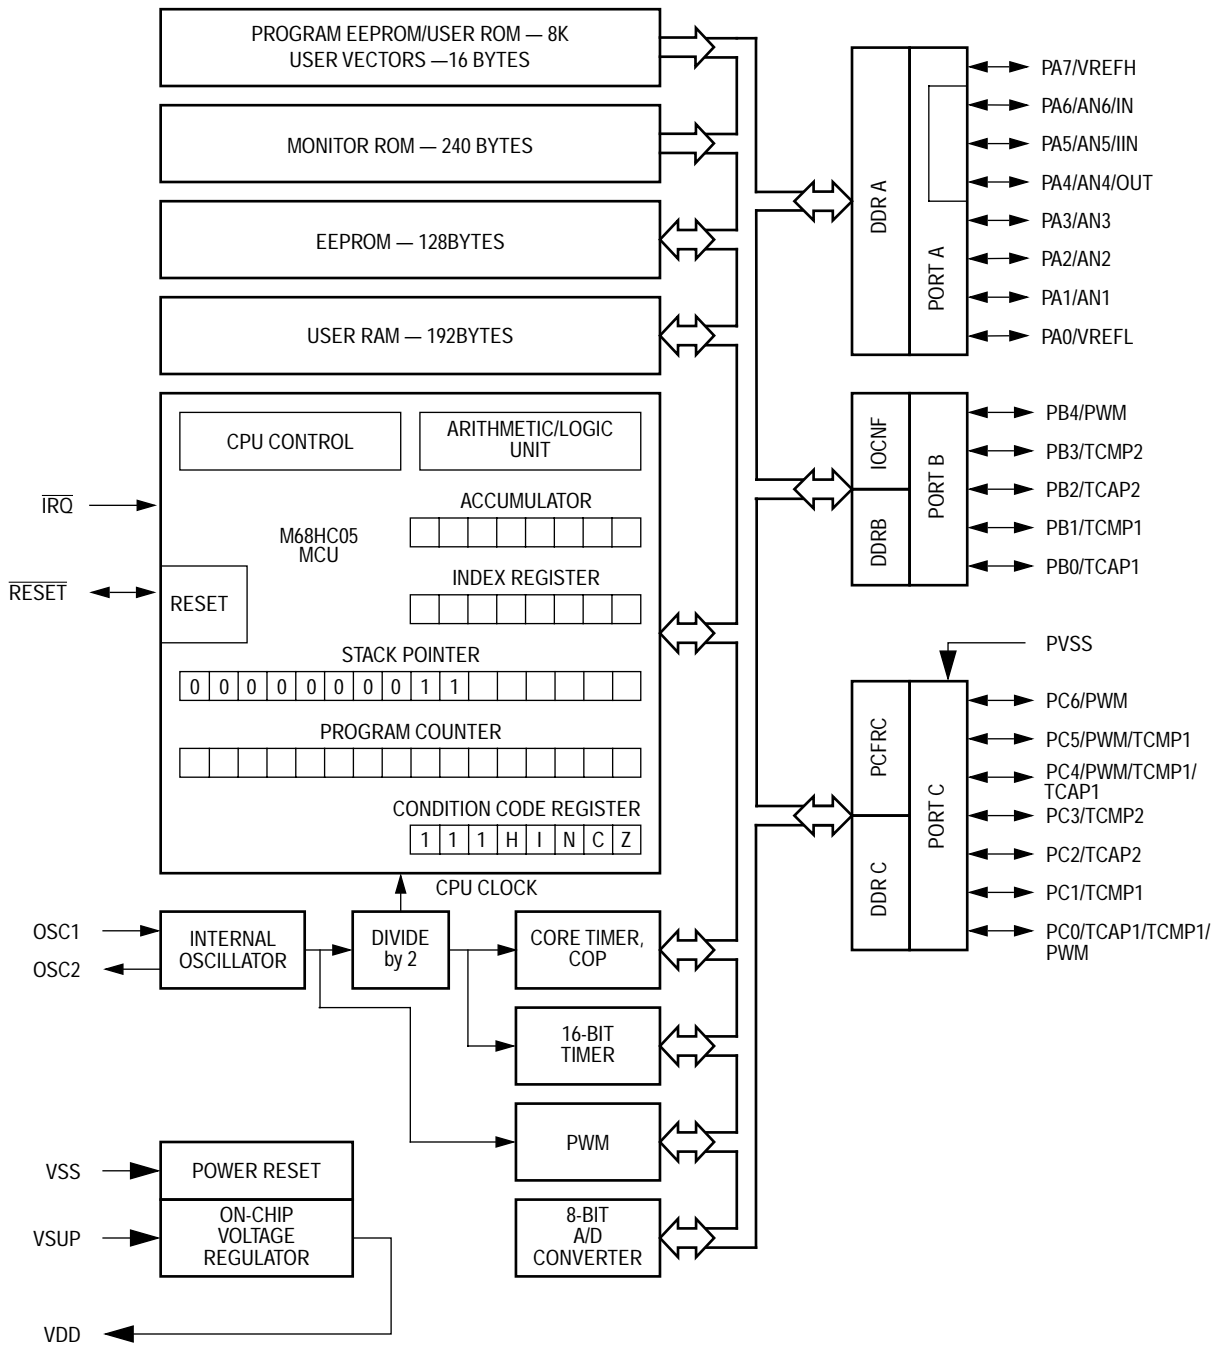 PROGRAM EEPROM/USER ROM — 8K
USER VECTORS —16 BYTES
MONITOR ROM — 240 BYTES
EEPROM — 128BYTES
USER RAM — 192BYTES
CPU CONTROL
ARITHMETIC/LOGIC
UNIT
ACCUMULATOR
M68HC05
MCU
INDEX REGISTER
IRQ
RESET
RESET
STACK POINTER
0 0 0 0 0 0 0 0 1 1
PROGRAM COUNTER
CONDITION CODE REGISTER
1 1 1 H I N C Z
CPU CLOCK
OSC1
OSC2
INTERNAL
OSCILLATOR
DIVIDE
by 2
CORE TIMER,
COP
16-BIT
TIMER
PWM
8-BIT
A/D
CONVERTER
VSS
POWER RESET
VSUP
ON-CHIP
VOLTAGE
REGULATOR
VDD
DDR A
PORT A
PA7/VREFH
PA6/AN6/IN
PA5/AN5/IIN
PA4/AN4/OUT
PA3/AN3
PA2/AN2
PA1/AN1
PA0/VREFL
IOCNF
DDRB
PORT B
PB4/PWM
PB3/TCMP2
PB2/TCAP2
PB1/TCMP1
PB0/TCAP1
PVSS
PCFRC
DDR C
PORT C
PC6/PWM
PC5/PWM/TCMP1
PC4/PWM/TCMP1/
TCAP1
PC3/TCMP2
PC2/TCAP2
PC1/TCMP1
PC0/TCAP1/TCMP1/
PWM